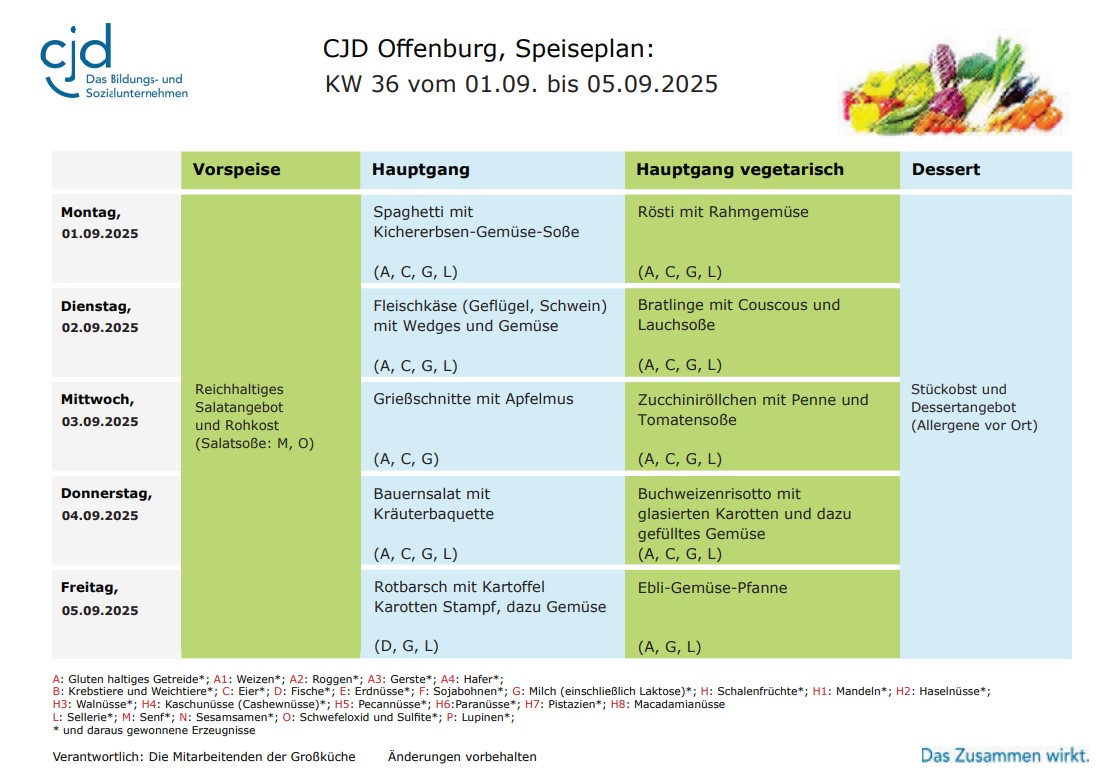 cjd
Das Bildungs- und
Sozialunternehmen
CJD Offenburg, Speiseplan:
KW 36 vom 01.09. bis 05.09.2025
Vorspeise
Hauptgang
Hauptgang vegetarisch
Dessert
Montag,
01.09.2025
Spaghetti mit
Kichererbsen-Gemüse-Soße
(A, C, G, L)
Rösti mit Rahmgemüse
(A, C, G, L)
Dienstag,
02.09.2025
Fleischkäse (Geflügel, Schwein)
mit Wedges und Gemüse
(A, C, G, L)
Bratlinge mit Couscous und
Lauchsoße
(A, C, G, L)
Reichhaltiges
Salatangebot
und Rohkost
(Salatsoße: M, O)
Mittwoch,
03.09.2025
Grießschnitte mit Apfelmus
(A, C, G)
Zucchiniröllchen mit Penne und
Tomatensoße
(A, C, G, L)
Stückobst und
Dessertangebot
(Allergene vor Ort)
Donnerstag,
04.09.2025
Bauernsalat mit
Kräuterbaquette
(A, C, G, L)
Buchweizenrisotto mit
glasierten Karotten und dazu
gefülltes Gemüse
(A, C, G, L)
Freitag,
05.09.2025
Rotbarsch mit Kartoffel
Karotten Stampf, dazu Gemüse
(D, G, L)
Ebli-Gemüse-Pfanne
(A, G, L)
A: Gluten haltiges Getreide*; A1: Weizen*; A2: Roggen*; A3: Gerste*; A4: Hafer*;
B: Krebstiere und Weichtiere*; C: Eier*; D: Fische*; E: Erdnüsse*; F: Sojabohnen*; G: Milch (einschließlich Laktose)*; H: Schalenfrüchte*; H1: Mandeln*; H2: Haselnüsse*;
H3: Walnüsse*; H4: Kaschunüsse (Cashewnüsse)*; H5: Pecannüsse*; H6:Paranüsse*; H7: Pistazien*; H8: Macadamianüsse
L: Sellerie*; M: Senf*; N: Sesamsamen*; O: Schwefeloxid und Sulfite*; P: Lupinen*;
* und daraus gewonnene Erzeugnisse
Verantwortlich: Die Mitarbeitenden der Großküche Änderungen vorbehalten
Das Zusammen wirkt.